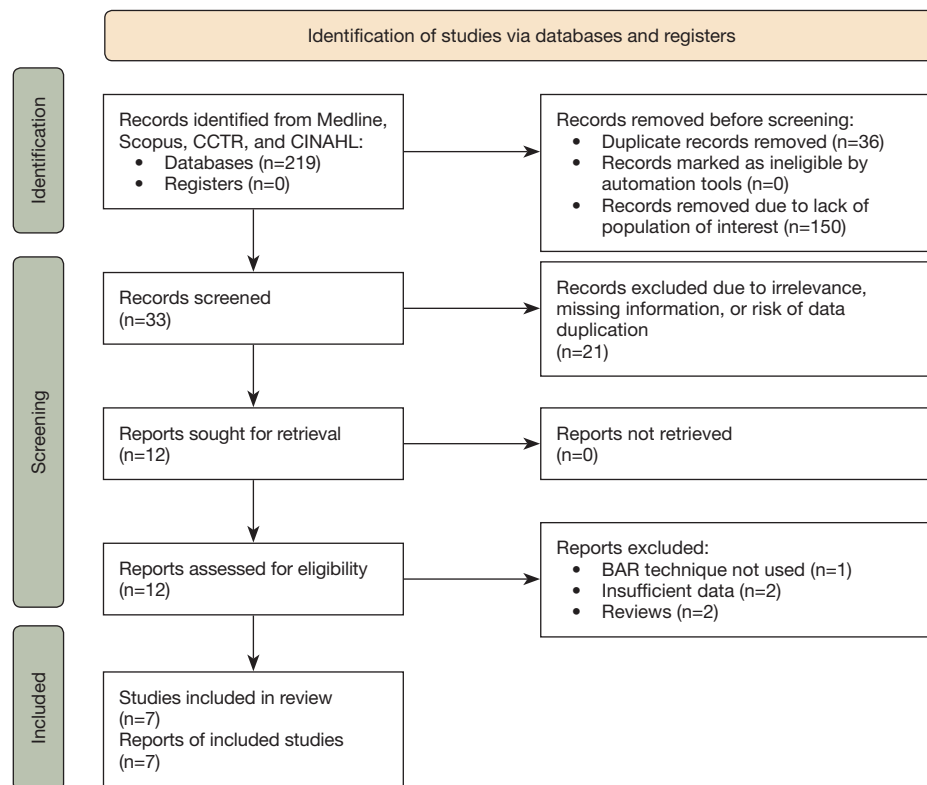 Identification of studies via databases and registers
Identification
Records identified from Medline,
Scopus, CCTR, and CINAHL:
• Databases (n=219)
• Registers (n=0)
Records removed before screening:
• Duplicate records removed (n=36)
• Records marked as ineligible by
automation tools (n=0)
• Records removed due to lack of
population of interest (n=150)
Screening
Records screened
(n=33)
Records excluded due to irrelevance,
missing information, or risk of data
duplication
(n=21)
Reports sought for retrieval
(n=12)
Reports not retrieved
(n=0)
Reports assessed for eligibility
(n=12)
Reports excluded:
• BAR technique not used (n=1)
• Insufficient data (n=2)
• Reviews (n=2)
Included
Studies included in review
(n=7)
Reports of included studies
(n=7)